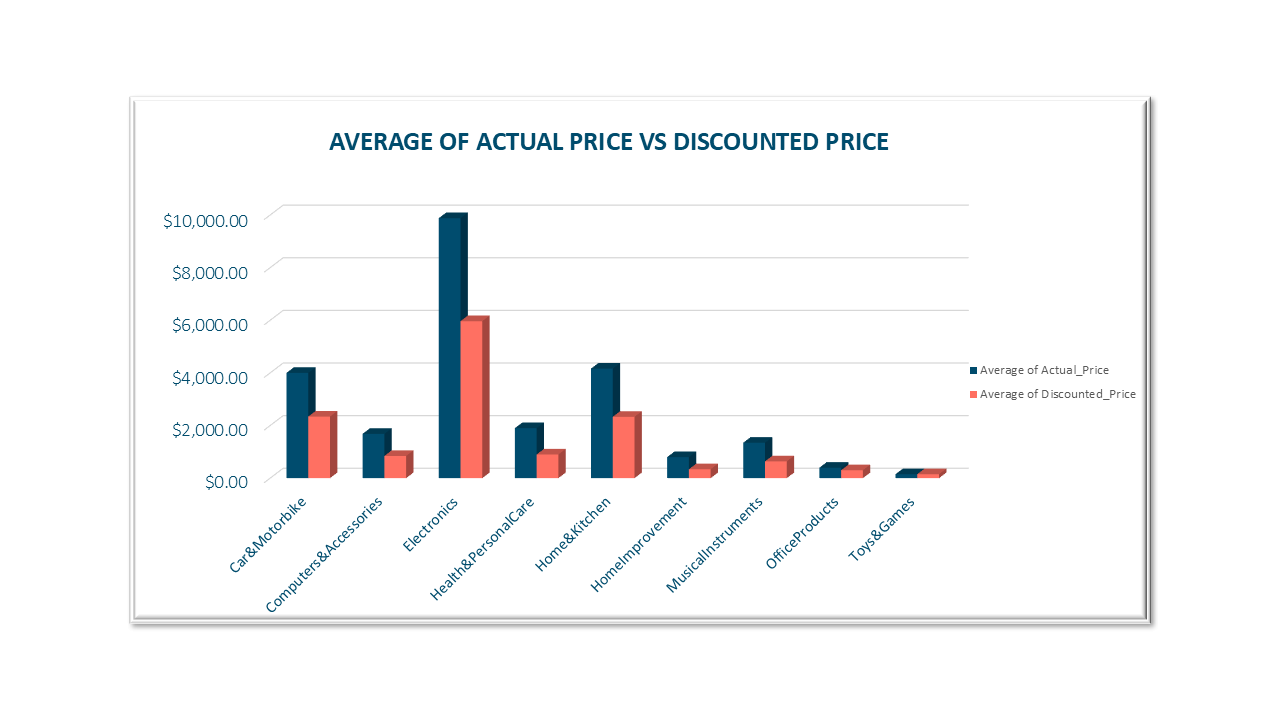 AVERAGE OF ACTUAL PRICE VS DISCOUNTED PRICE
$10,000.00
$8,000.00
$6,000.00
$4,000.00
$2,000.00
$0.00
Car&Motorbike
Computers&Accessories
Electronics
Health&PersonalCare
Home&Kitchen
HomeImprovement
MusicalInstruments
OfficeProducts
Toys&Games
Average of Actual_Price
Average of Discounted_Price